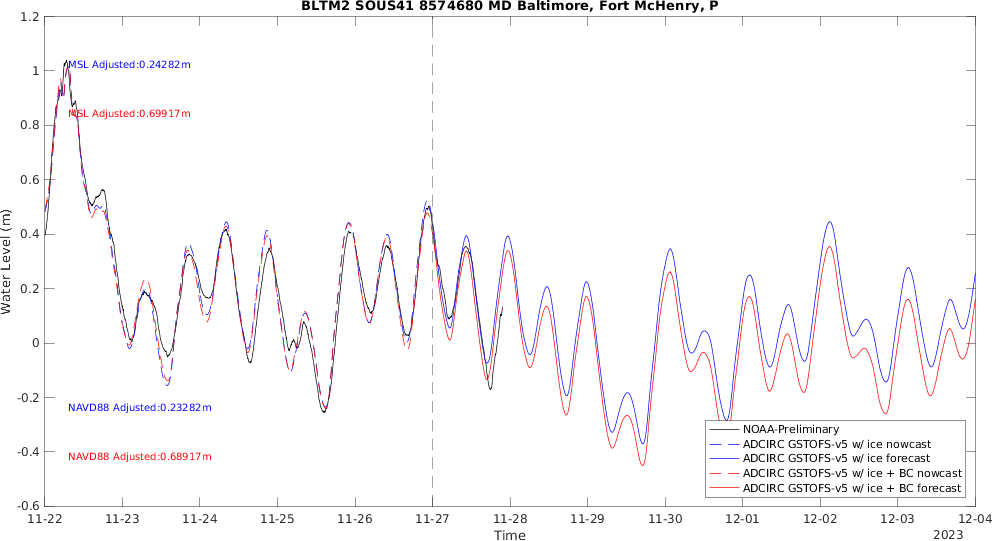 BLTM2 SOUS41 8574680 MD Baltimore, Fort McHenry, P
1.2
1
0.8
0.6
0.4
0.2
0
-0.2
-0.4
-0.6
Water Level (m)
MSL Adjusted:0.24282m
MSL Adjusted:0.69917m
NAVD88 Adjusted:0.23282m
NAVD88 Adjusted:0.68917m
NOAA-Preliminary
ADCIRC GSTOFS-v5 w/ ice nowcast
ADCIRC GSTOFS-v5 w/ ice forecast
ADCIRC GSTOFS-v5 w/ ice + BC nowcast
ADCIRC GSTOFS-v5 w/ ice + BC forecast
11-22 11-23 11-24 11-25 11-26 11-27 11-28 11-29 11-30 12-01 12-02 12-03 12-04
Time
2023